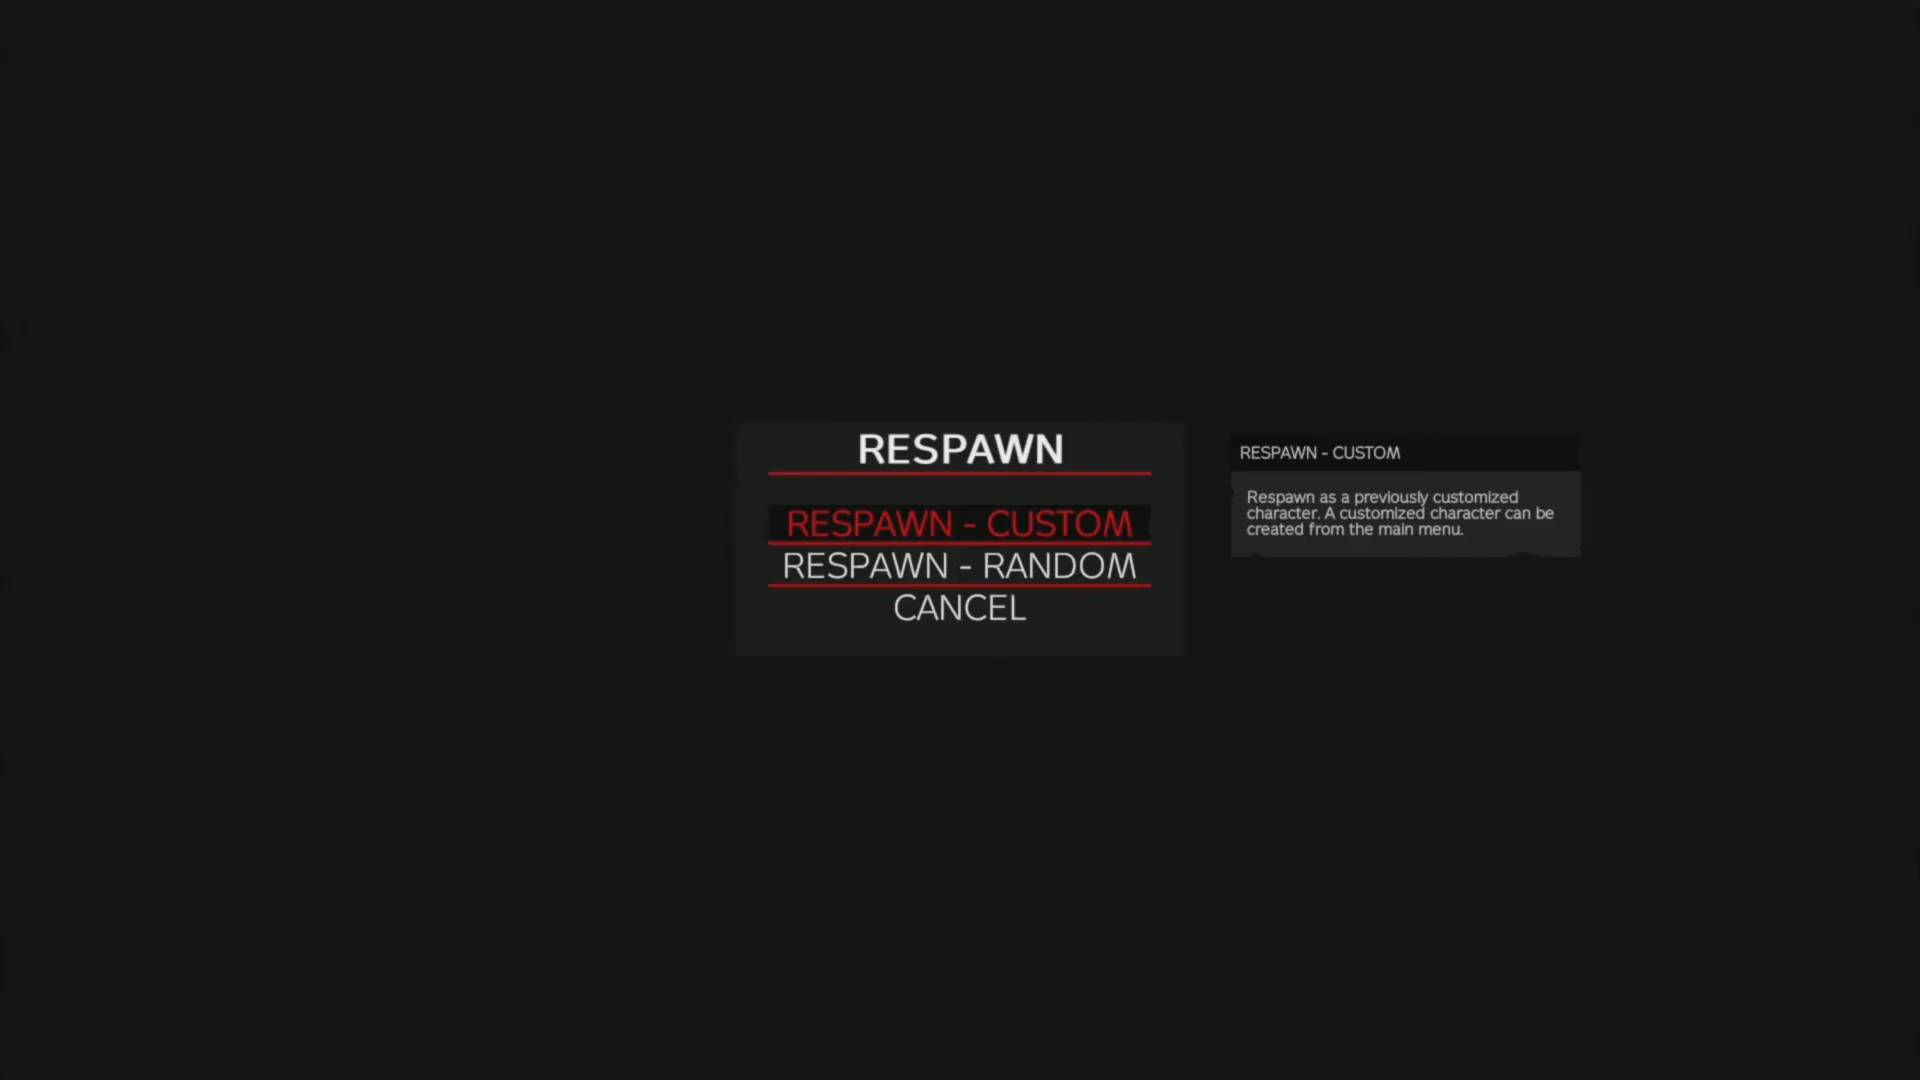 RESPAWN
RESPAWN - CUSTOM
RESPAWN - RANDOM
CANCEL
RESPAWN - CUSTOM
Respawn as a previously customized
character. A customized character can be
created from the main menu.